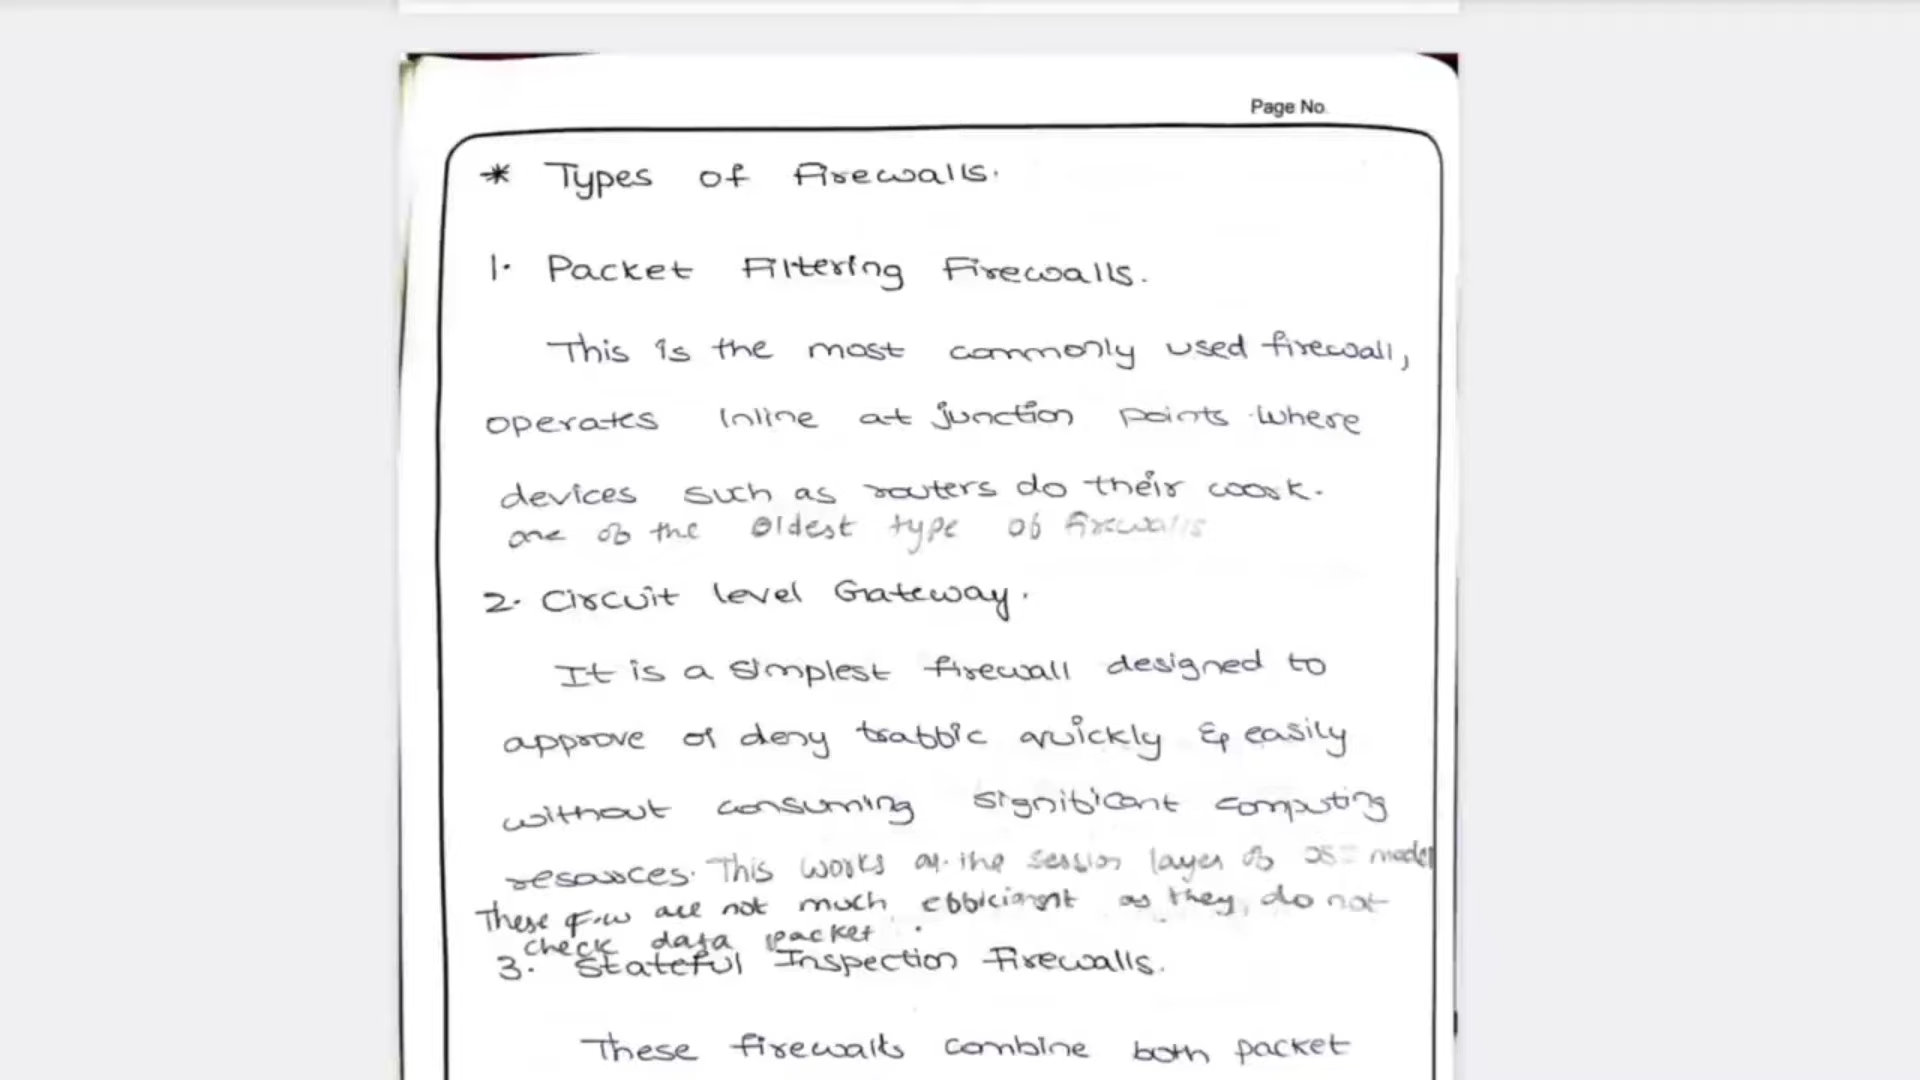 Page No
* Types of Firewalls.
1. Packet Filtering Firewalls.
This is the most commonly used firewall,
operates inline at junction points where
devices such as routers do their work.
one of the oldest type of firewalls
2. Circuit level Gateway.
It is a simplest firewall designed to
approve or deny traffic quickly & easily
without consuming significant computing
resources. This works at the session layer of OSI model
These f/w are not much efficient as they do not
check data packet.
3. Stateful Inspection Firewalls.
These firewalls combine both packet